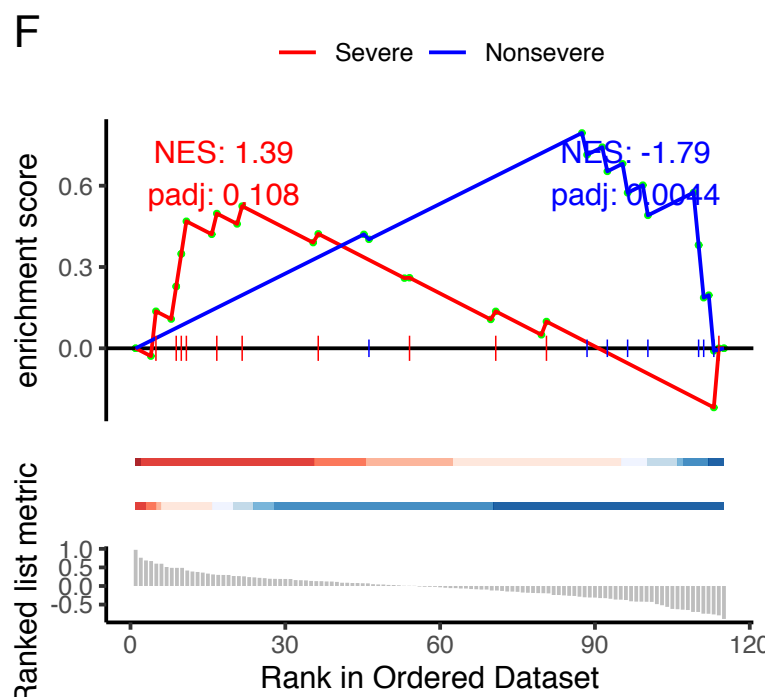 F
Severe
Nonsevere
NES: 1.39
padj: 0.108
NES: -1.79
padj: 0.0044
enrichment score
0.6
0.3
0.0
Ranked list metric
1.0
0.5
0.0
-0.5
0
30
60
90
120
Rank in Ordered Dataset